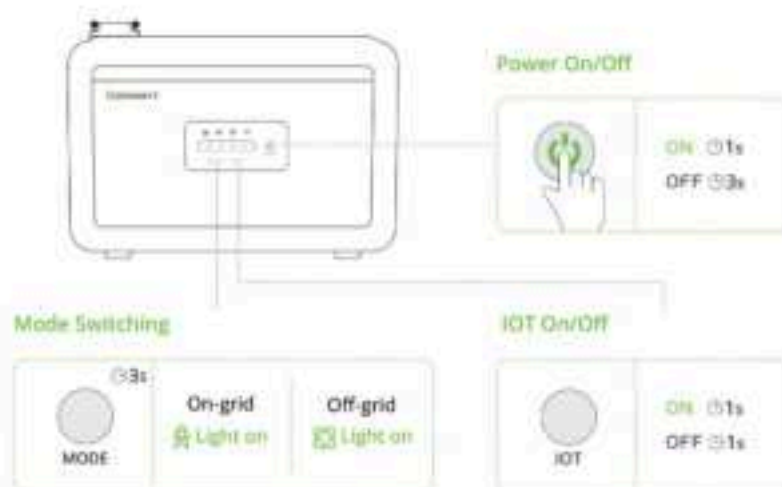 Power On/Off
ON 1s
OFF 3s
Mode Switching
3s
MODE
On-grid
Light on
Off-grid
Light on
IOT On/Off
IOT
ON 1s
OFF 1s